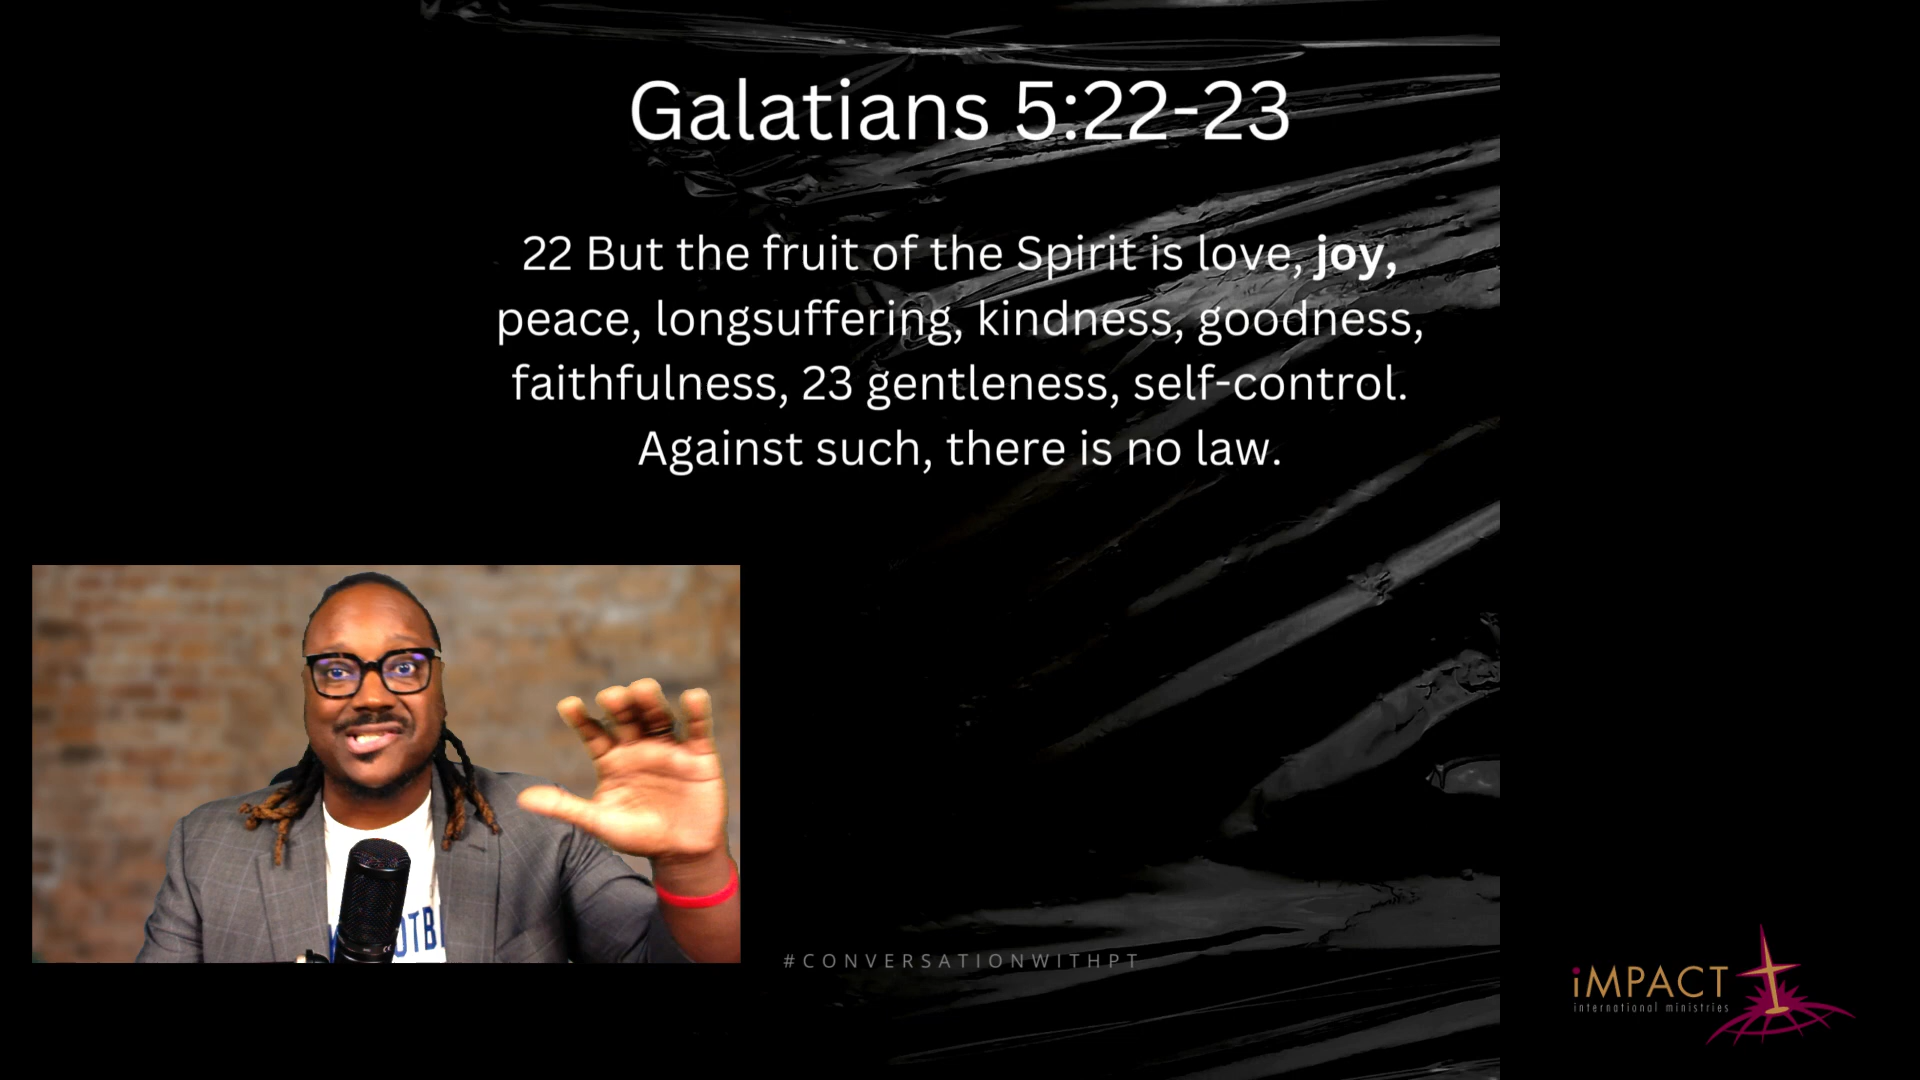 Galatians 5:22-23
22 But the fruit of the Spirit is love, joy,
peace, longsuffering, kindness, goodness,
faithfulness, 23 gentleness, self-control.
Against such, there is no law.
#CONVERSATIONWITHPT
iMPACT
international ministries